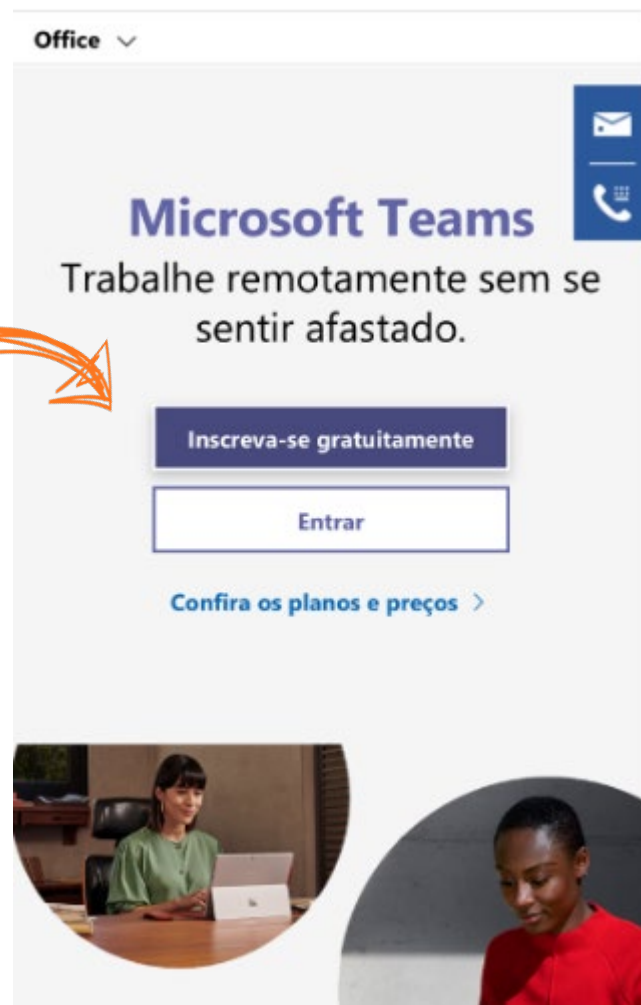 Office
Microsoft Teams
Trabalhe remotamente sem se
sentir afastado.
Inscreva-se gratuitamente
Entrar
Confira os planos e preços